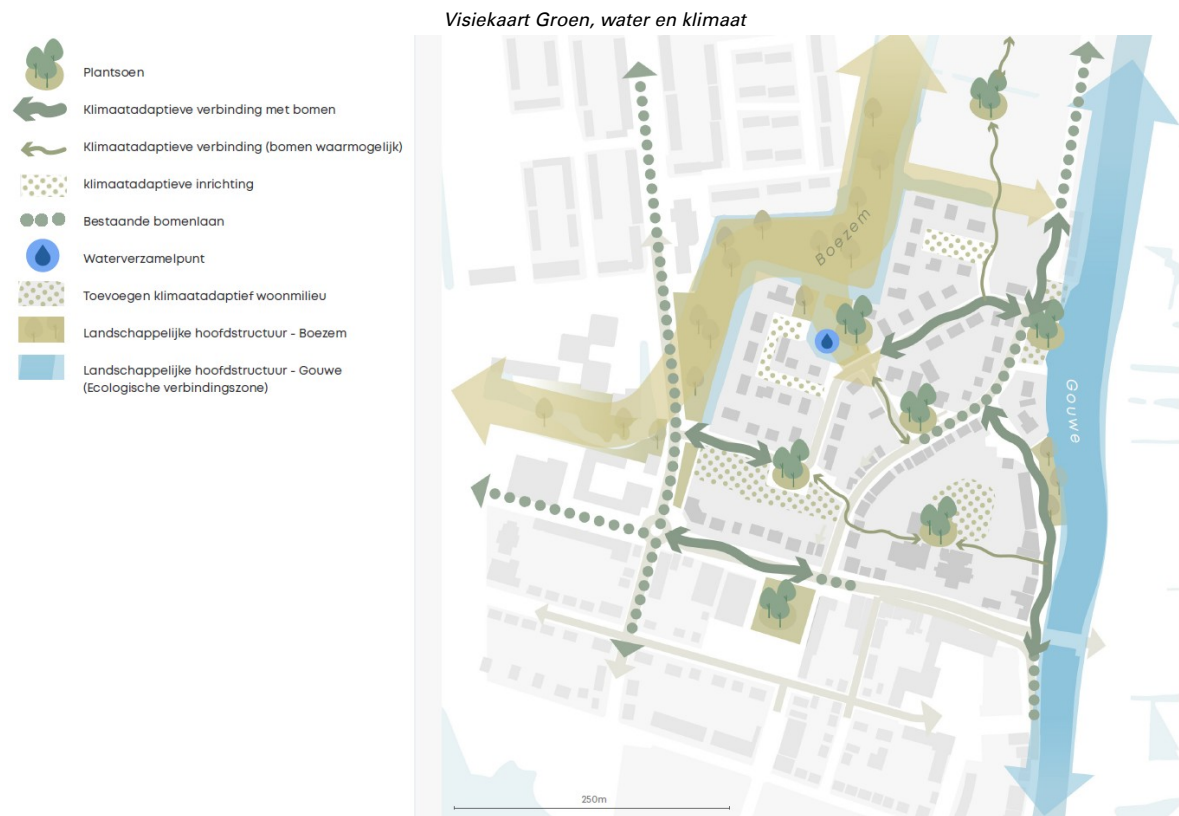 Visiekaart Groen, water en klimaat
Plantsoen
Klimaatadaptieve verbinding met bomen
Klimaatadaptieve verbinding (bomen waarmogelijk)
klimaatadaptieve inrichting
Bestaande bomenlaan
Waterverzamelpunt
Toevoegen klimaatadaptief woonmilieu
Landschappelijke hoofdstructuur - Boezem
Landschappelijke hoofdstructuur - Gouwe
(Ecologische verbindingszone)
Boezem
Gouwe
250m